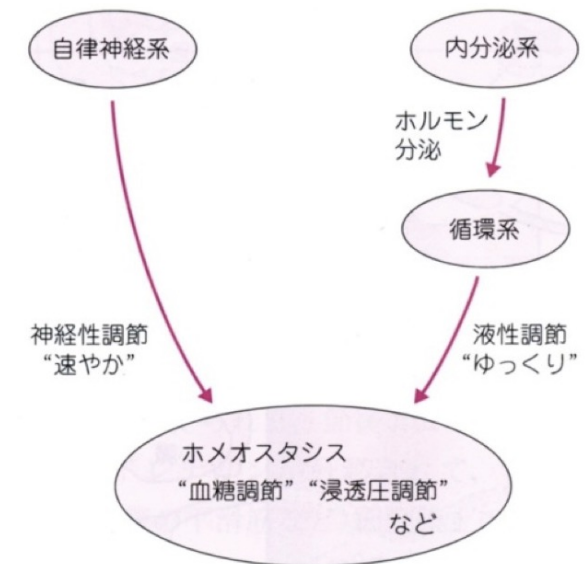 自律神経系
内分泌系
ホルモン
分泌
循環系
神経性調節
“速やか”
液性調節
“ゆっくり”
ホメオスタシス
“血糖調節”“浸透圧調節”
など